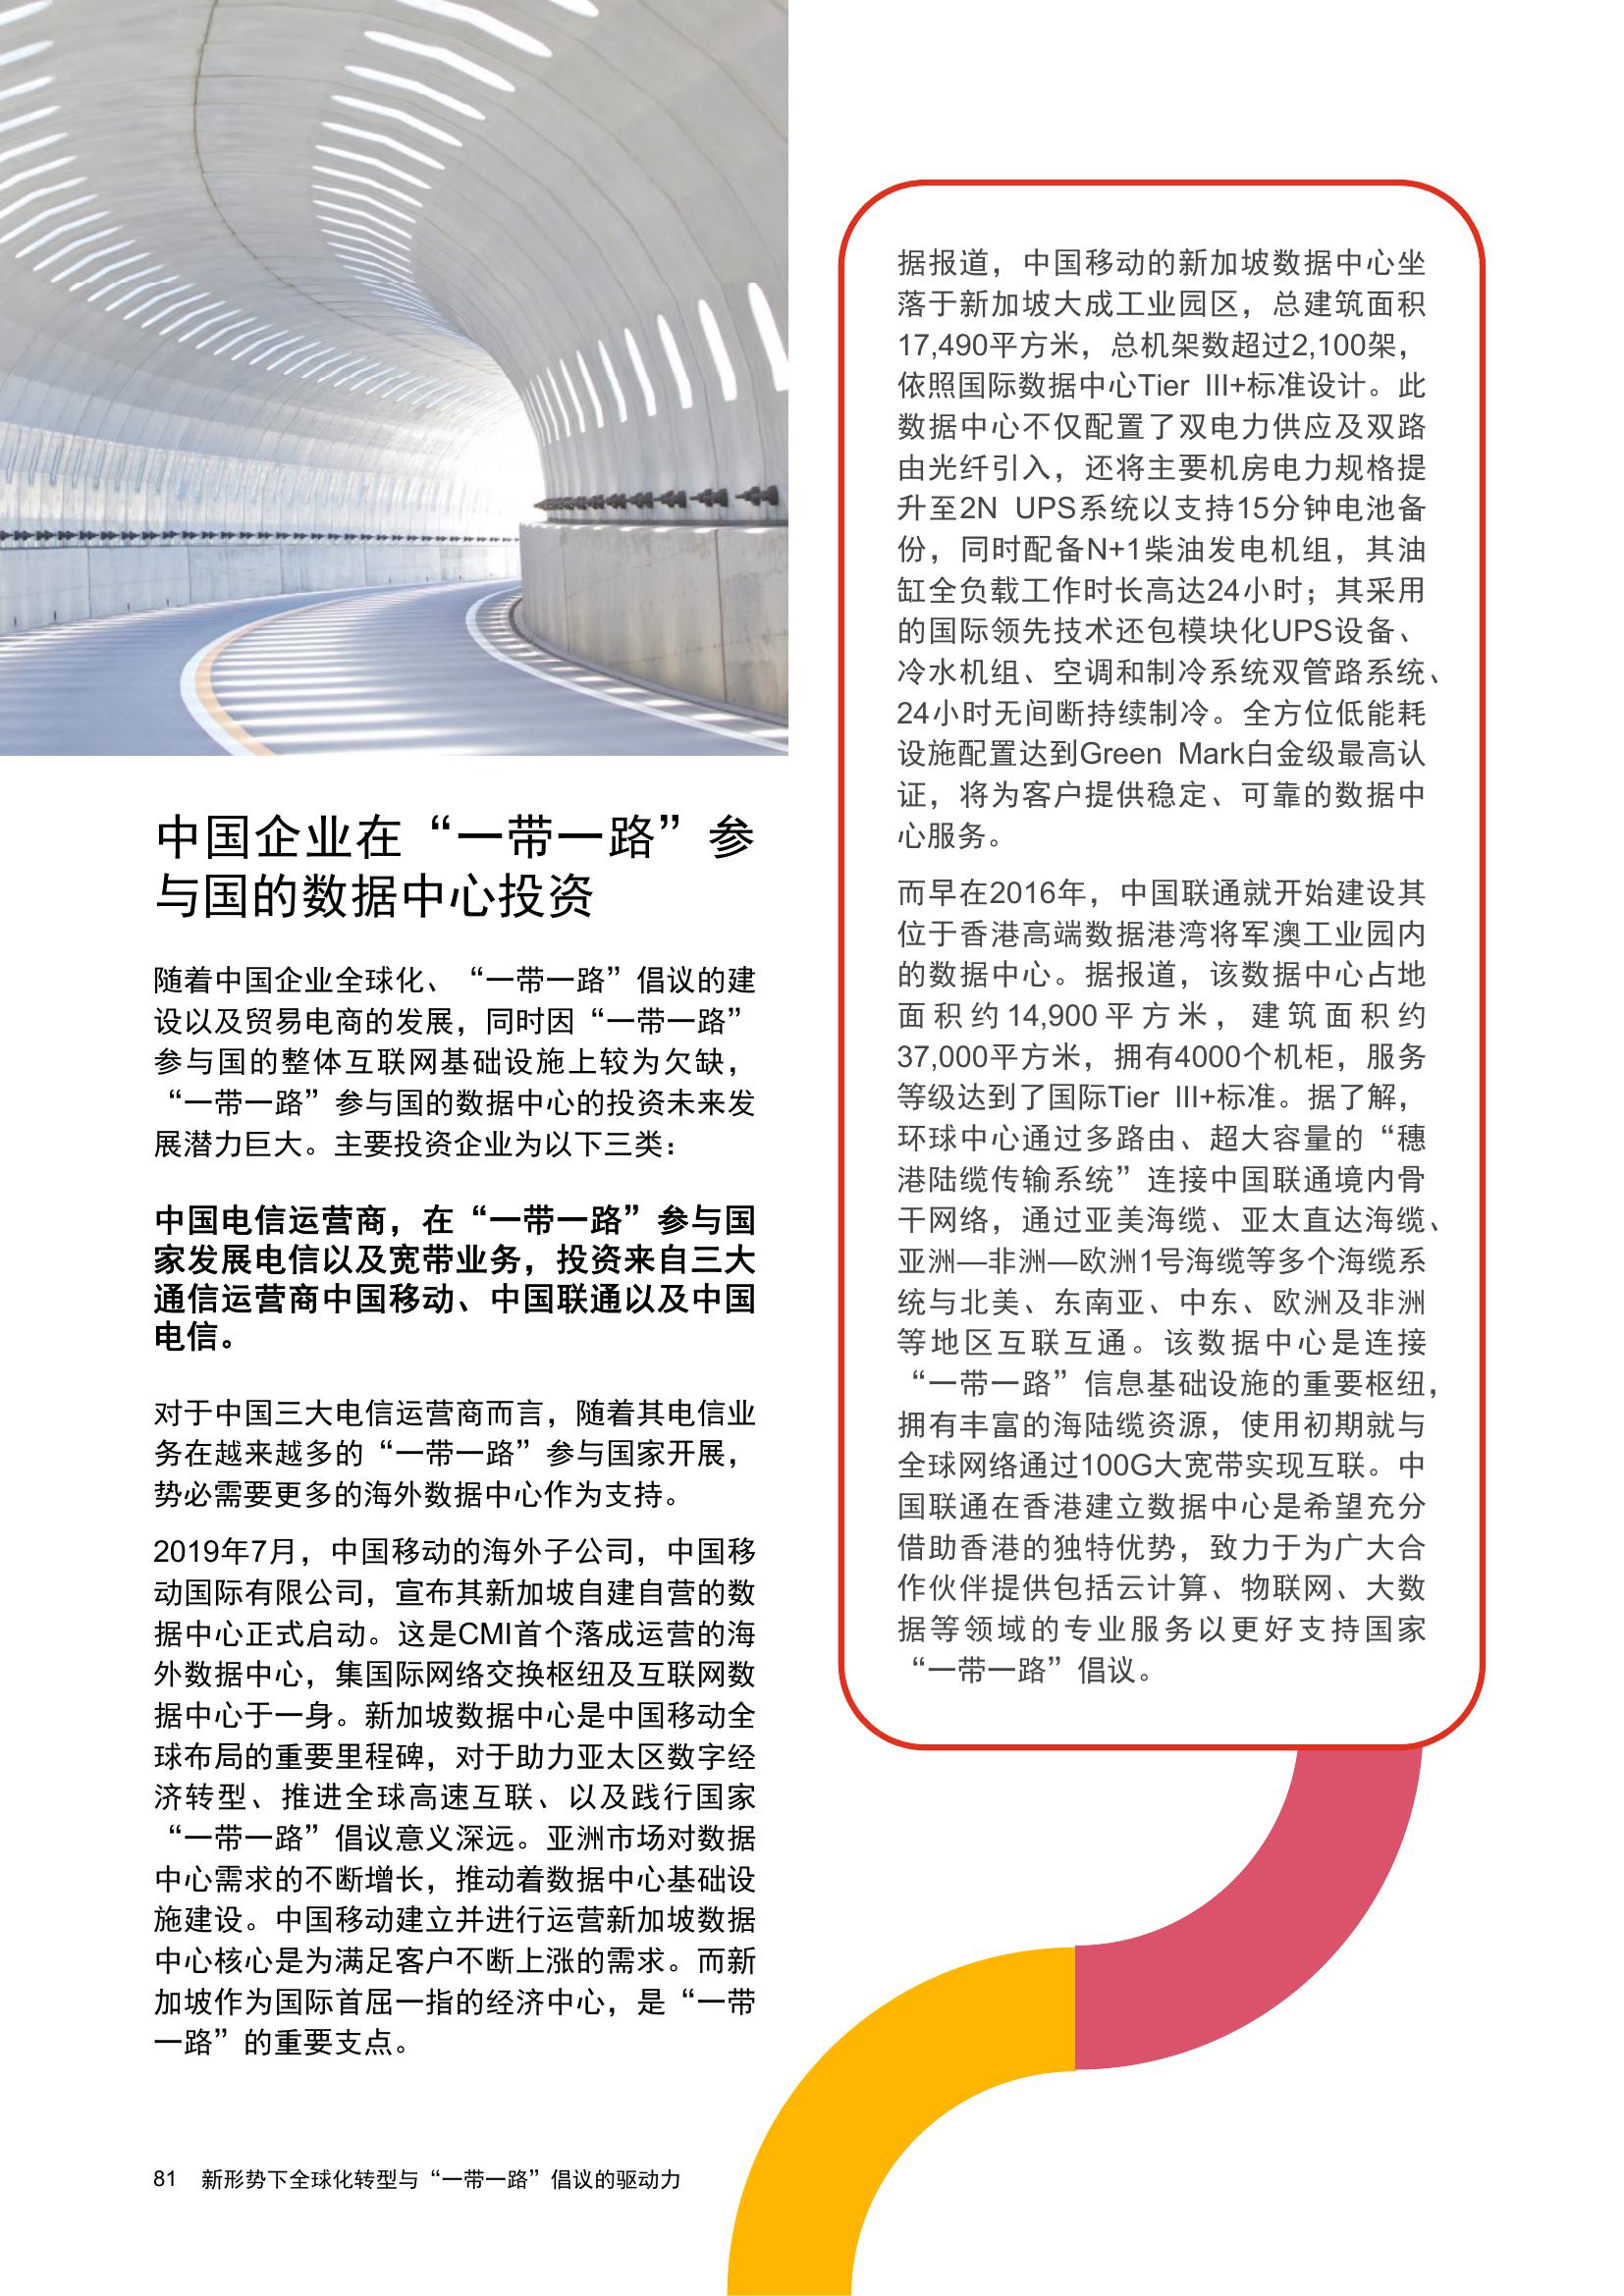 中国企业在“一带一路”参
与国的数据中心投资
随着中国企业全球化、“一带一路”倡议的建
设以及贸易电商的发展，同时因“一带一路”
参与国的整体互联网基础设施上较为欠缺，
“一带一路”参与国的数据中心的投资未来发
展潜力巨大。主要投资企业为以下三类：
中国电信运营商，在“一带一路”参与国
家发展电信以及宽带业务，投资来自三大
通信运营商中国移动、中国联通以及中国
电信。
对于中国三大电信运营商而言，随着其电信业
务在越来越多的“一带一路”参与国家开展，
势必需要更多的海外数据中心作为支持。
2019年7月，中国移动的海外子公司，中国移
动国际有限公司，宣布其新加坡自建自营的数
据中心正式启动。这是CMI首个落成运营的海
外数据中心，集国际网络交换枢纽及互联网数
据中心于一身。新加坡数据中心是中国移动全
球布局的重要里程碑，对于助力亚太区数字经
济转型、推进全球高速互联、以及践行国家
“一带一路”倡议意义深远。亚洲市场对数据
中心需求的不断增长，推动着数据中心基础设
施建设。中国移动建立并进行运营新加坡数据
中心核心是为满足客户不断上涨的需求。而新
加坡作为国际首屈一指的经济中心，是“一带
一路”的重要支点。
据报道，中国移动的新加坡数据中心坐
落于新加坡大成工业园区，总建筑面积
17,490平方米，总机架数超过2,100架，
依照国际数据中心Tier III+标准设计。此
数据中心不仅配置了双电力供应及双路
由光纤引入，还将主要机房电力规格提
升至2N UPS系统以支持15分钟电池备
份，同时配备N+1柴油发电机组，其油
缸全负载工作时长高达24小时；其采用
的国际领先技术还包模块化UPS设备、
冷水机组、空调和制冷系统双管路系统、
24小时无间断持续制冷。全方位低能耗
设施配置达到Green Mark白金级最高认
证，将为客户提供稳定、可靠的数据中
心服务。
而早在2016年，中国联通就开始建设其
位于香港高端数据港湾将军澳工业园内
的数据中心。据报道，该数据中心占地
面积约14,900平方米，建筑面积约
37,000平方米，拥有4000个机柜，服务
等级达到了国际Tier III+标准。据了解，
环球中心通过多路由、超大容量的“穗
港陆缆传输系统”连接中国联通境内骨
干网络，通过亚美海缆、亚太直达海缆、
亚洲—非洲—欧洲1号海缆等多个海缆系
统与北美、东南亚、中东、欧洲及非洲
等地区互联互通。该数据中心是连接
“一带一路”信息基础设施的重要枢纽，
拥有丰富的海陆缆资源，使用初期就与
全球网络通过100G大宽带实现互联。中
国联通在香港建立数据中心是希望充分
借助香港的独特优势，致力于为广大合
作伙伴提供包括云计算、物联网、大数
据等领域的专业服务以更好支持国家
“一带一路”倡议。
81 新形势下全球化转型与“一带一路”倡议的驱动力